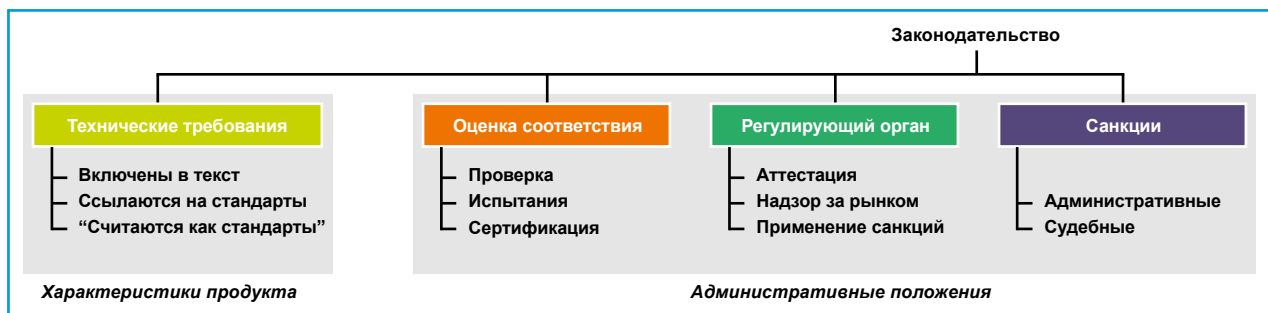 Законодательство
Технические требования
Включены в текст
Ссылаются на стандарты
“Считаются как стандарты”
Оценка соответствия
Проверка
Испытания
Сертификация
Регулирующий орган
Аттестация
Надзор за рынком
Применение санкций
Санкции
Административные
Судебные
Характеристики продукта
Административные положения